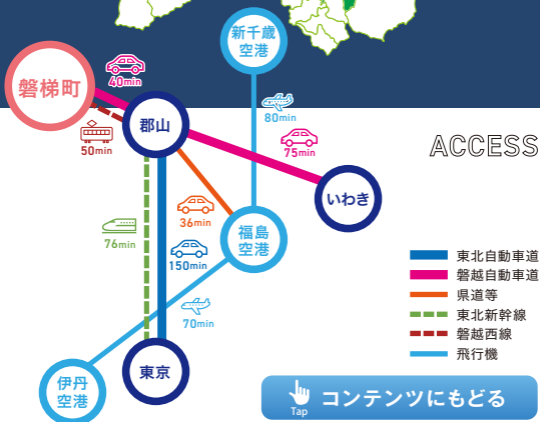 新千歳
空港
磐梯町
40min
80min
郡山
50min
75min
ACCESS
いわき
36min
福島
空港
76min
150min
70min
東北自動車道
磐越自動車道
県道等
東北新幹線
磐越西線
飛行機
東京
伊丹
空港
Tap
コンテンツにもどる